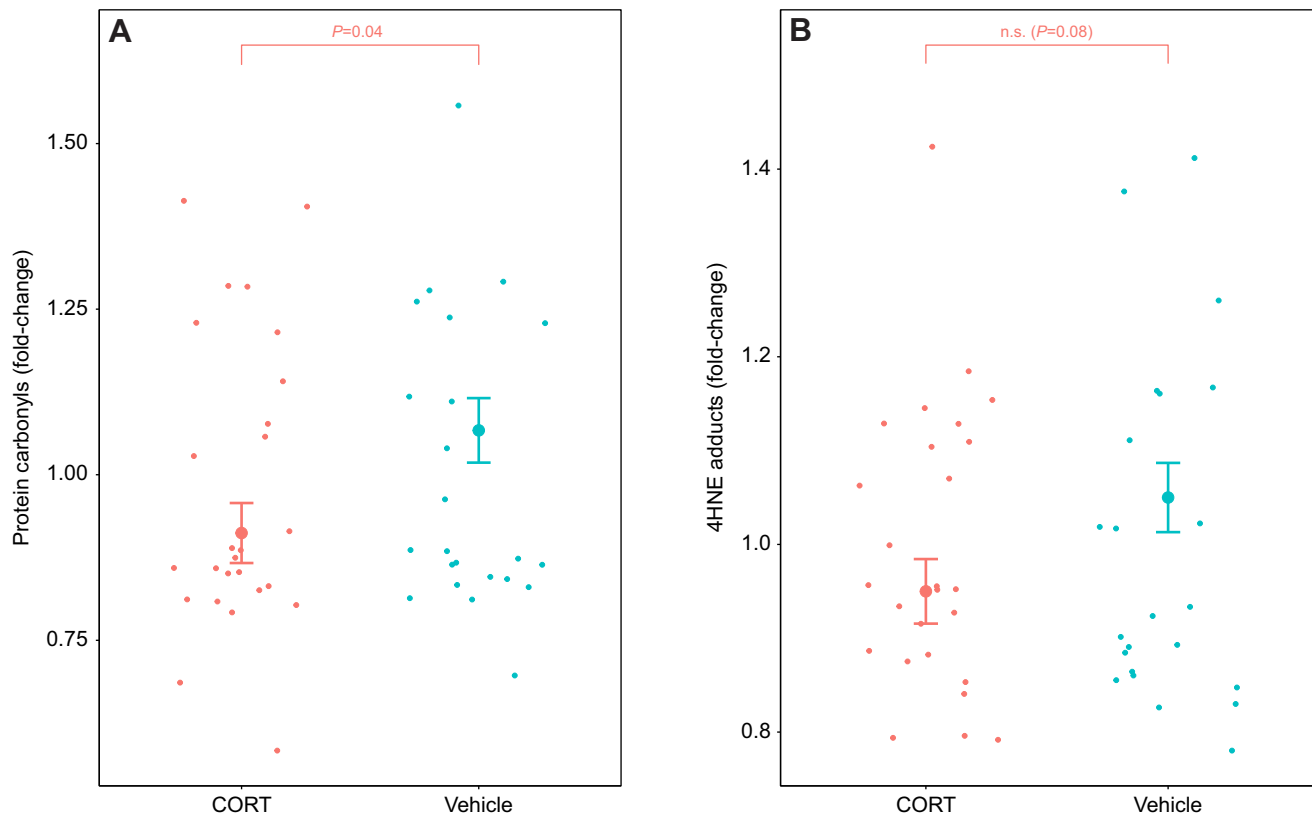 A
P=0.04
1.50
1.25
1.00
0.75
Protein carbonyls (fold-change)
CORT
Vehicle
B
n.s. (P=0.08)
1.4
1.2
1.0
0.8
4HNE adducts (fold-change)
CORT
Vehicle